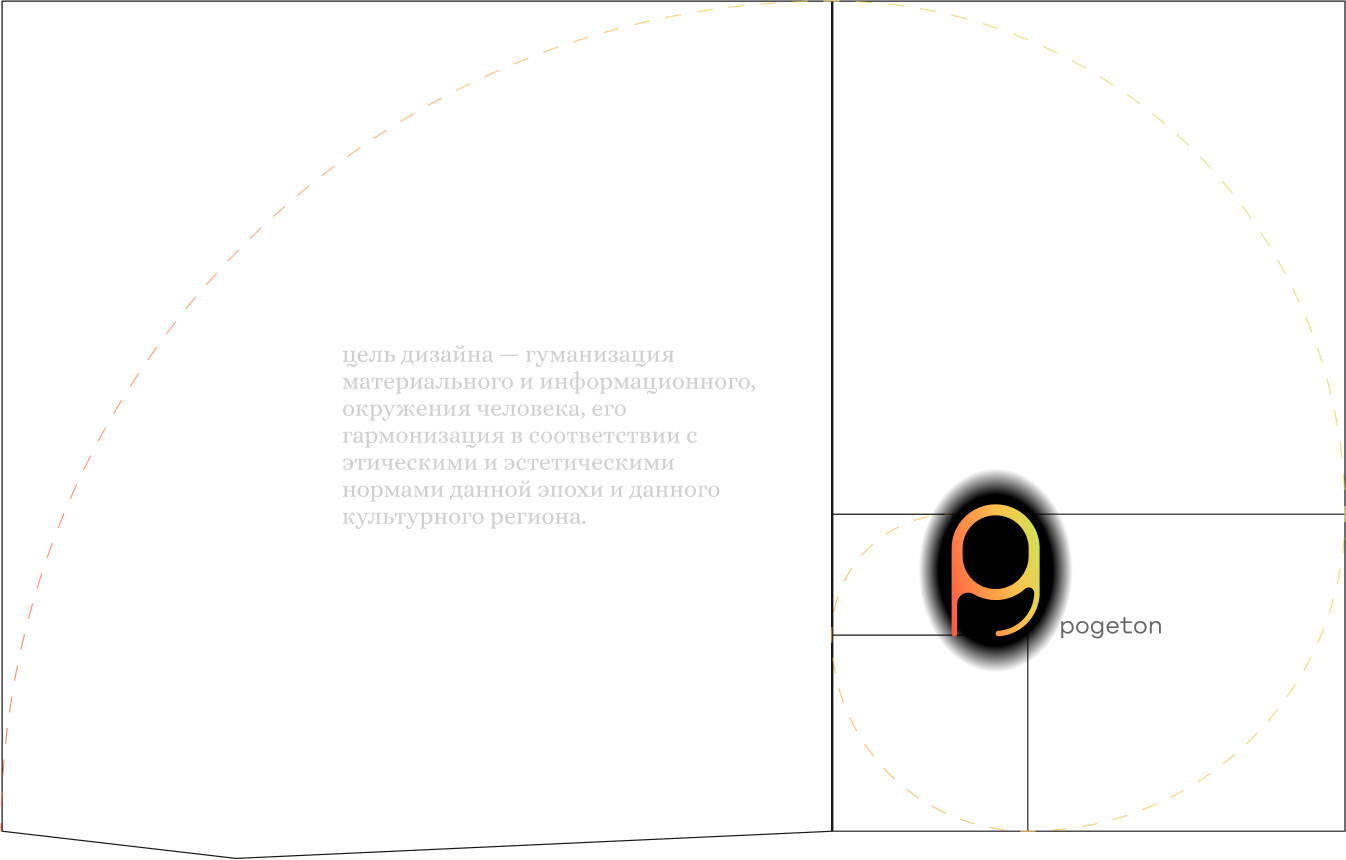 цель дизайна — гуманизация
материального и информационного,
окружения человека, его
гармонизация в соответствии с
этическими и эстетическими
нормами данной эпохи и данного
культурного региона.
pogeton